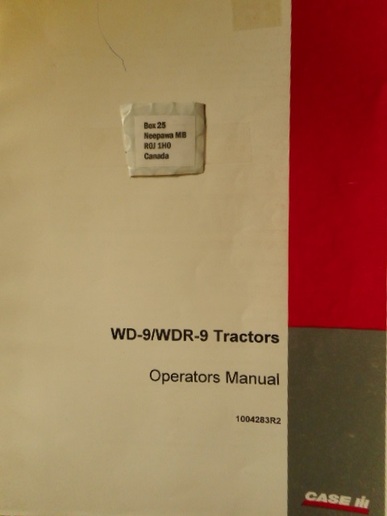 Box 25
Neepawa MB
R0J 1H0
Canada
WD-9/WDR-9 Tractors
Operators Manual
1004283R2
CASE IH